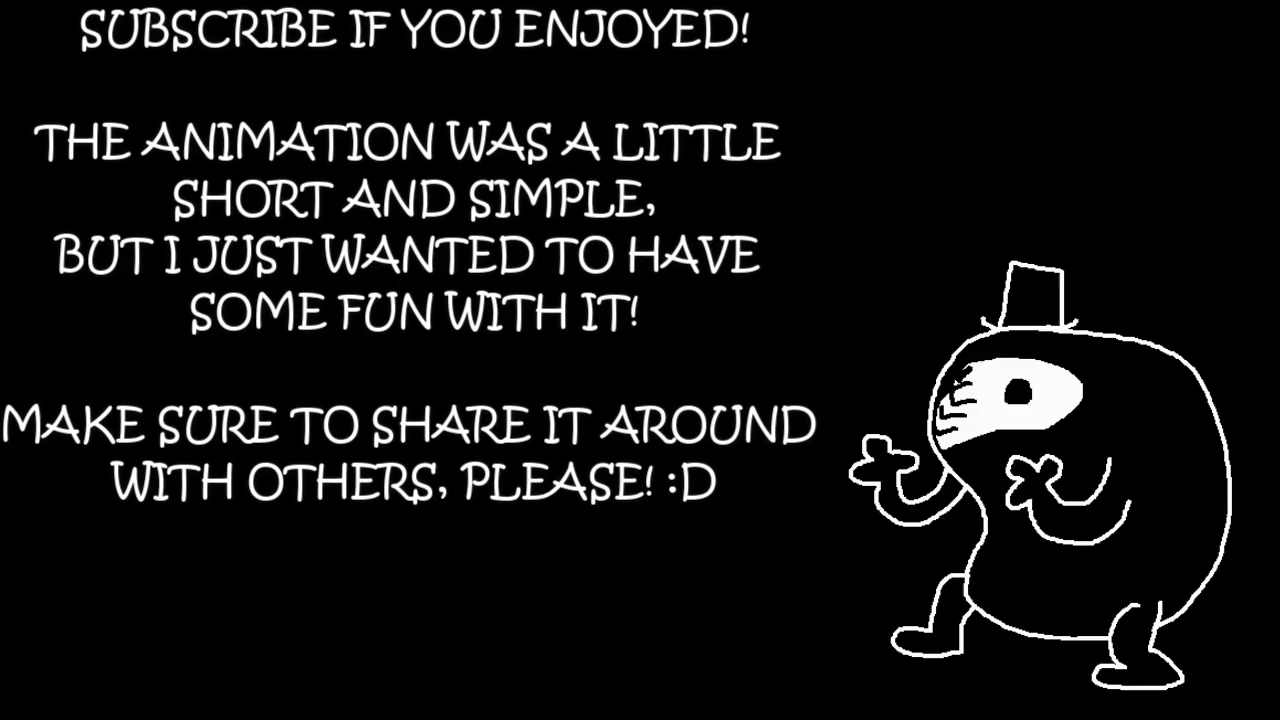 SUBSCRIBE IF YOU ENJOYED!
THE ANIMATION WAS A LITTLE
SHORT AND SIMPLE,
BUT I JUST WANTED TO HAVE
SOME FUN WITH IT!
MAKE SURE TO SHARE IT AROUND
WITH OTHERS, PLEASE! :D